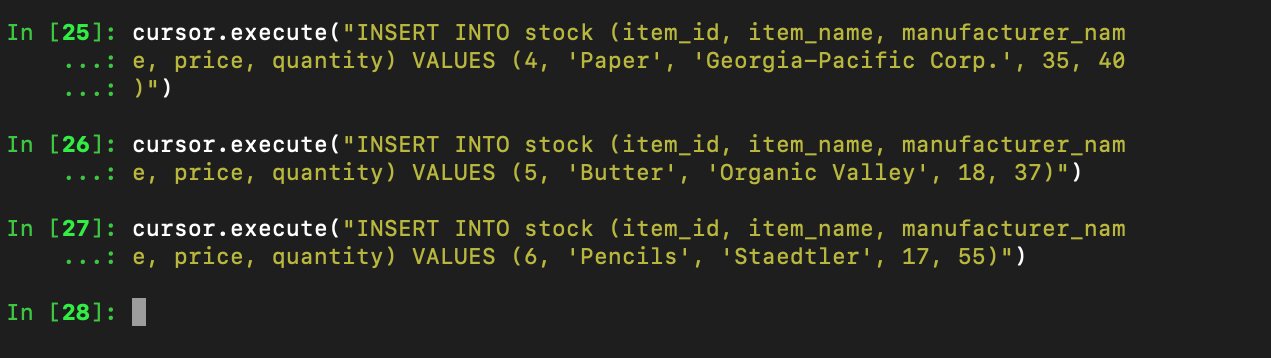 In [25]: cursor.execute("INSERT INTO stock (item_id, item_name, manufacturer_nam
...: e, price, quantity) VALUES (4, 'Paper', 'Georgia-Pacific Corp.', 35, 40
...: )")
In [26]: cursor.execute("INSERT INTO stock (item_id, item_name, manufacturer_nam
...: e, price, quantity) VALUES (5, 'Butter', 'Organic Valley', 18, 37)")
In [27]: cursor.execute("INSERT INTO stock (item_id, item_name, manufacturer_nam
...: e, price, quantity) VALUES (6, 'Pencils', 'Staedtler', 17, 55)")
In [28]: